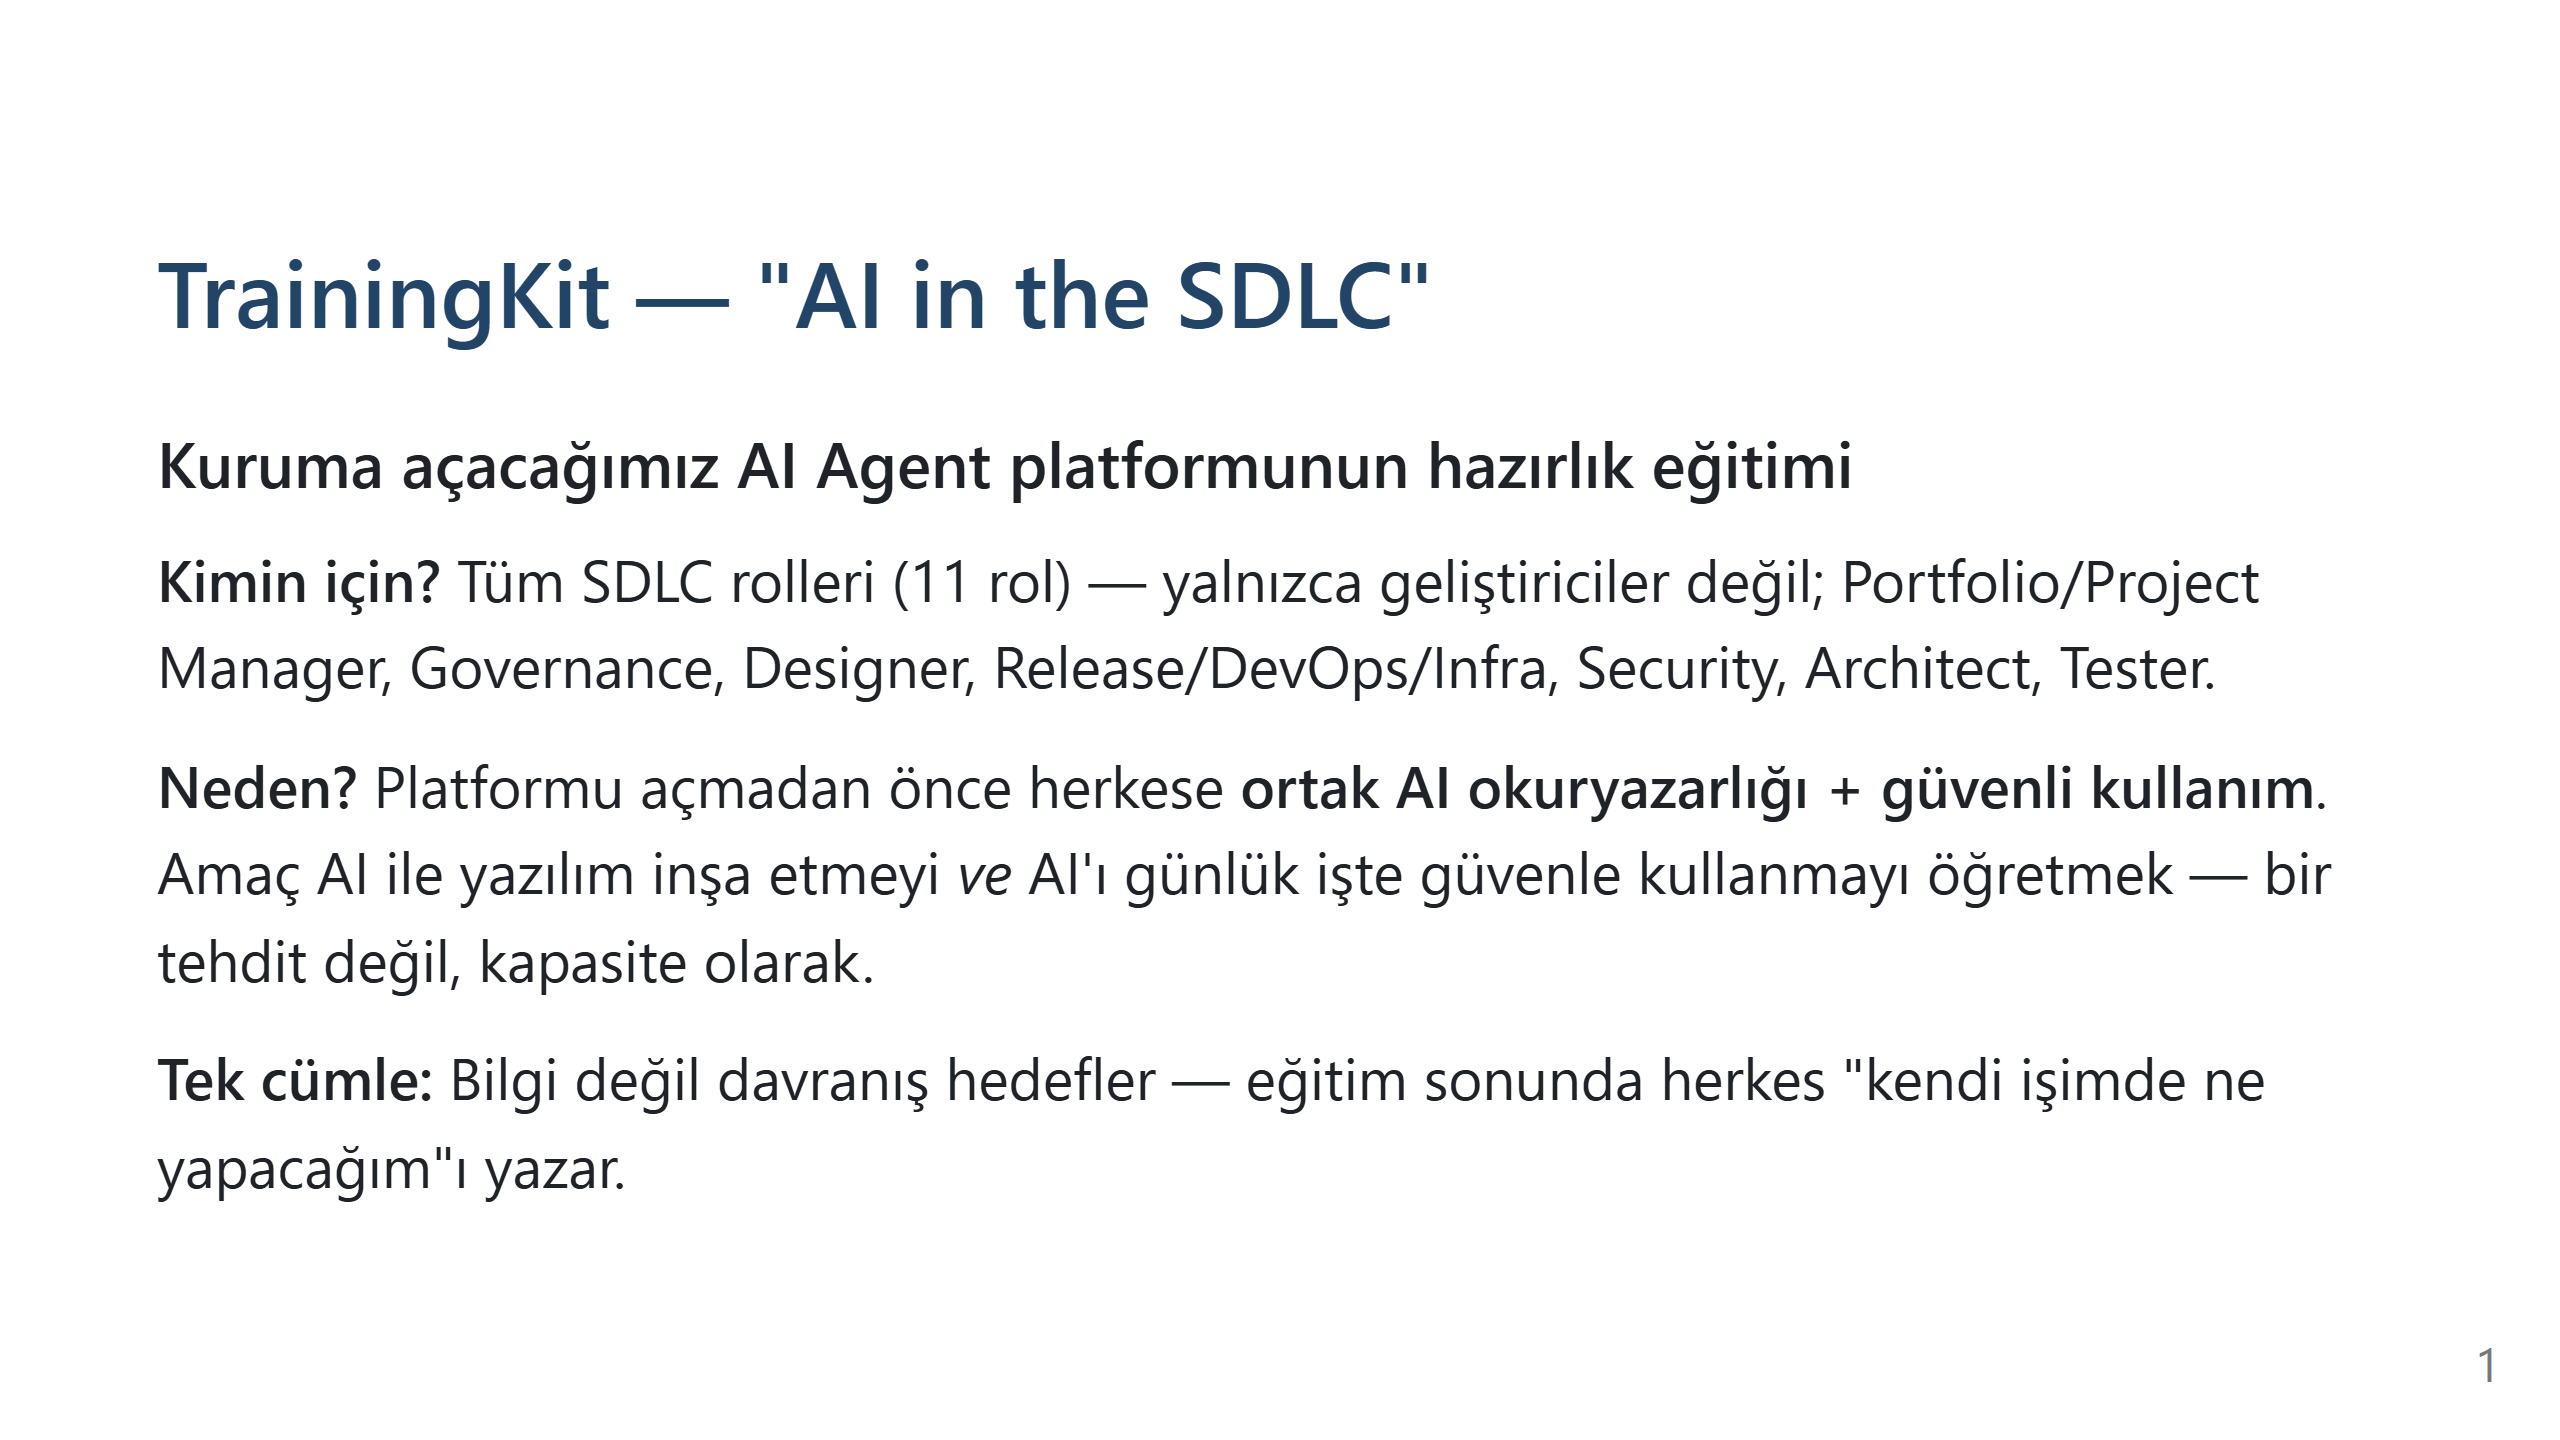 TrainingKit — "AI in the SDLC"
Kuruma açacağımız AI Agent platformunun hazırlık eğitimi
Kimin için? Tüm SDLC rolleri (11 rol) — yalnızca geliştiriciler değil; Portfolio/Project
Manager, Governance, Designer, Release/DevOps/Infra, Security, Architect, Tester.
Neden? Platformu açmadan önce herkese ortak AI okuryazarlığı + güvenli kullanım.
Amaç AI ile yazılım inşa etmeyi ve AI'ı günlük işte güvenle kullanmayı öğretmek — bir
tehdit değil, kapasite olarak.
Tek cümle: Bilgi değil davranış hedefler — eğitim sonunda herkes "kendi işimde ne
yapacağım"ı yazar.
1